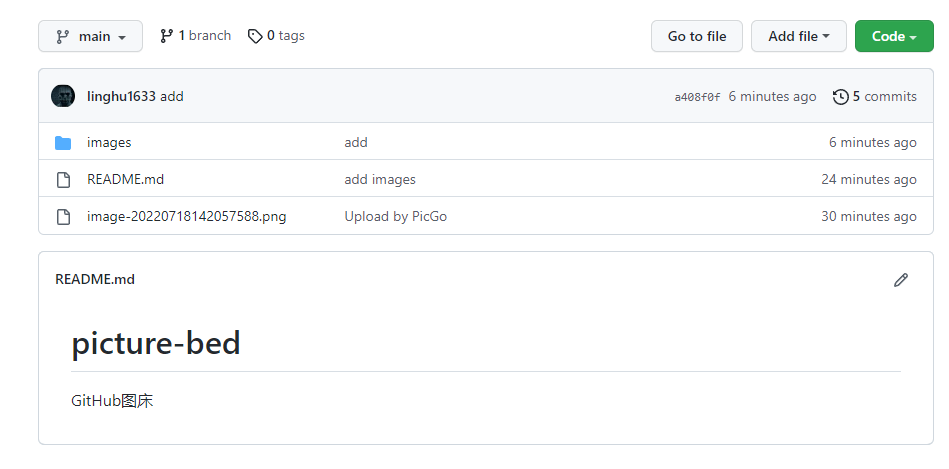 main 1 branch 0 tags Go to file Add file Code
linghu1633 add a408f0f 6 minutes ago 5 commits
images add 6 minutes ago
README.md add images 24 minutes ago
image-20220718142057588.png Upload by PicGo 30 minutes ago
README.md
picture-bed
GitHub图床